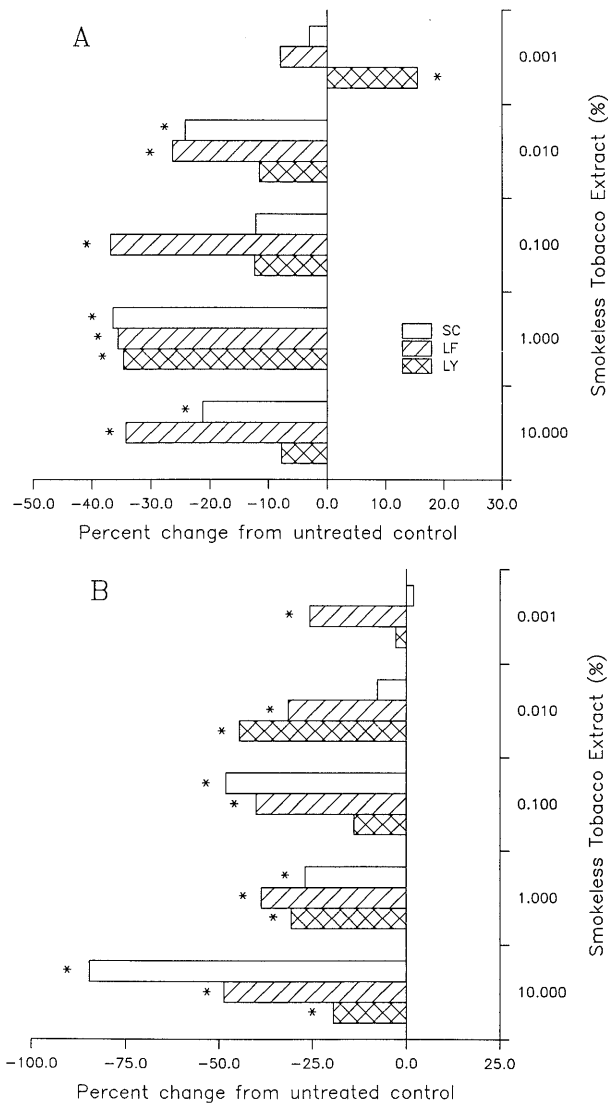 A
0.001
*
*
0.010
*
0.100
*
*
1.000
*
*
*
10.000
*
SC
LF
LY
Smokeless Tobacco Extract (%)
-50.0 -40.0 -30.0 -20.0 -10.0 0.0 10.0 20.0 30.0
Percent change from untreated control
B
0.001
*
0.010
*
*
0.100
*
*
1.000
*
*
*
10.000
*
*
*
Smokeless Tobacco Extract (%)
-100.0 -75.0 -50.0 -25.0 0.0 25.0
Percent change from untreated control